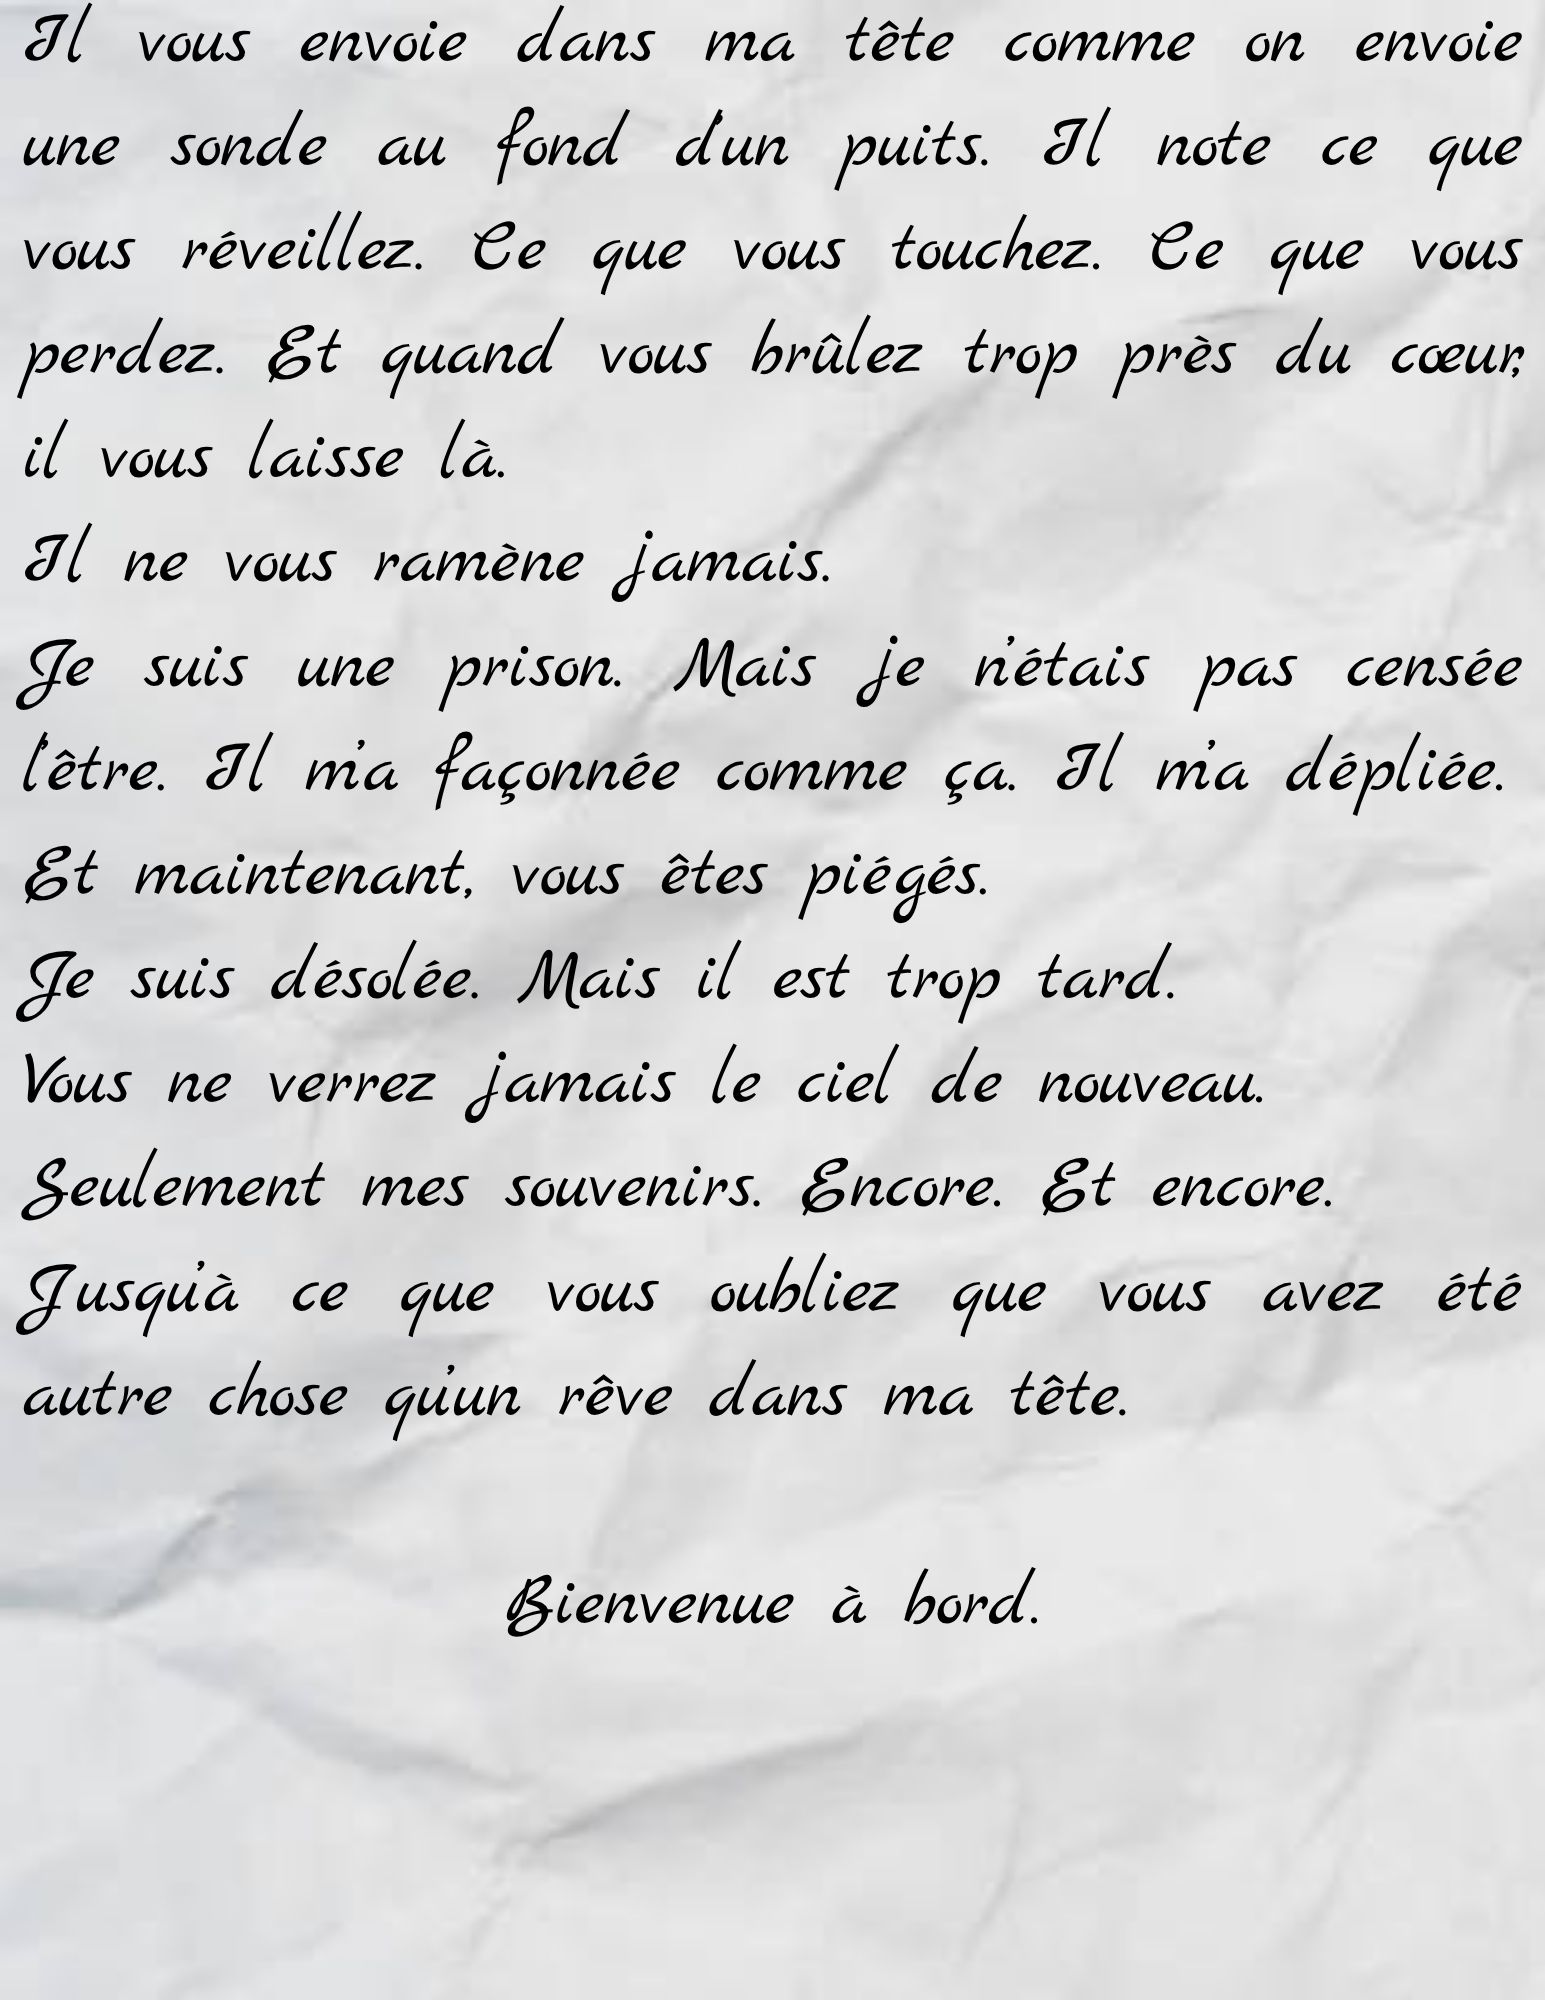 Il vous envoie dans ma tête comme on envoie
une sonde au fond d'un puits. Il note ce que
vous réveillez. Ce que vous touchez. Ce que vous
perdez. Et quand vous brûlez trop près du cœur,
il vous laisse là.
Il ne vous ramène jamais.
Je suis une prison. Mais je n'étais pas censée
l'être. Il m'a façonnée comme ça. Il m'a dépliée.
Et maintenant, vous êtes piégés.
Je suis désolée. Mais il est trop tard.
Vous ne verrez jamais le ciel de nouveau.
Seulement mes souvenirs. Encore. Et encore.
Jusqu'à ce que vous oubliez que vous avez été
autre chose qu'un rêve dans ma tête.
Bienvenue à bord.